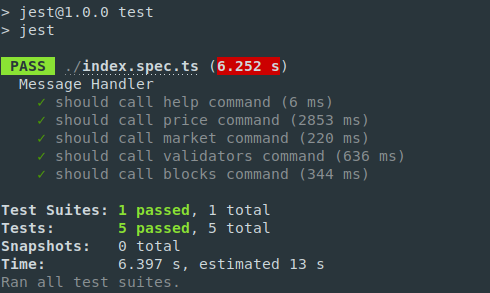 > jest@1.0.0 test
> jest
PASS ./index.spec.ts (6.252 s)
Message Handler
✓ should call help command (6 ms)
✓ should call price command (2853 ms)
✓ should call market command (220 ms)
✓ should call validators command (636 ms)
✓ should call blocks command (344 ms)
Test Suites: 1 passed, 1 total
Tests: 5 passed, 5 total
Snapshots: 0 total
Time: 6.397 s, estimated 13 s
Ran all test suites.